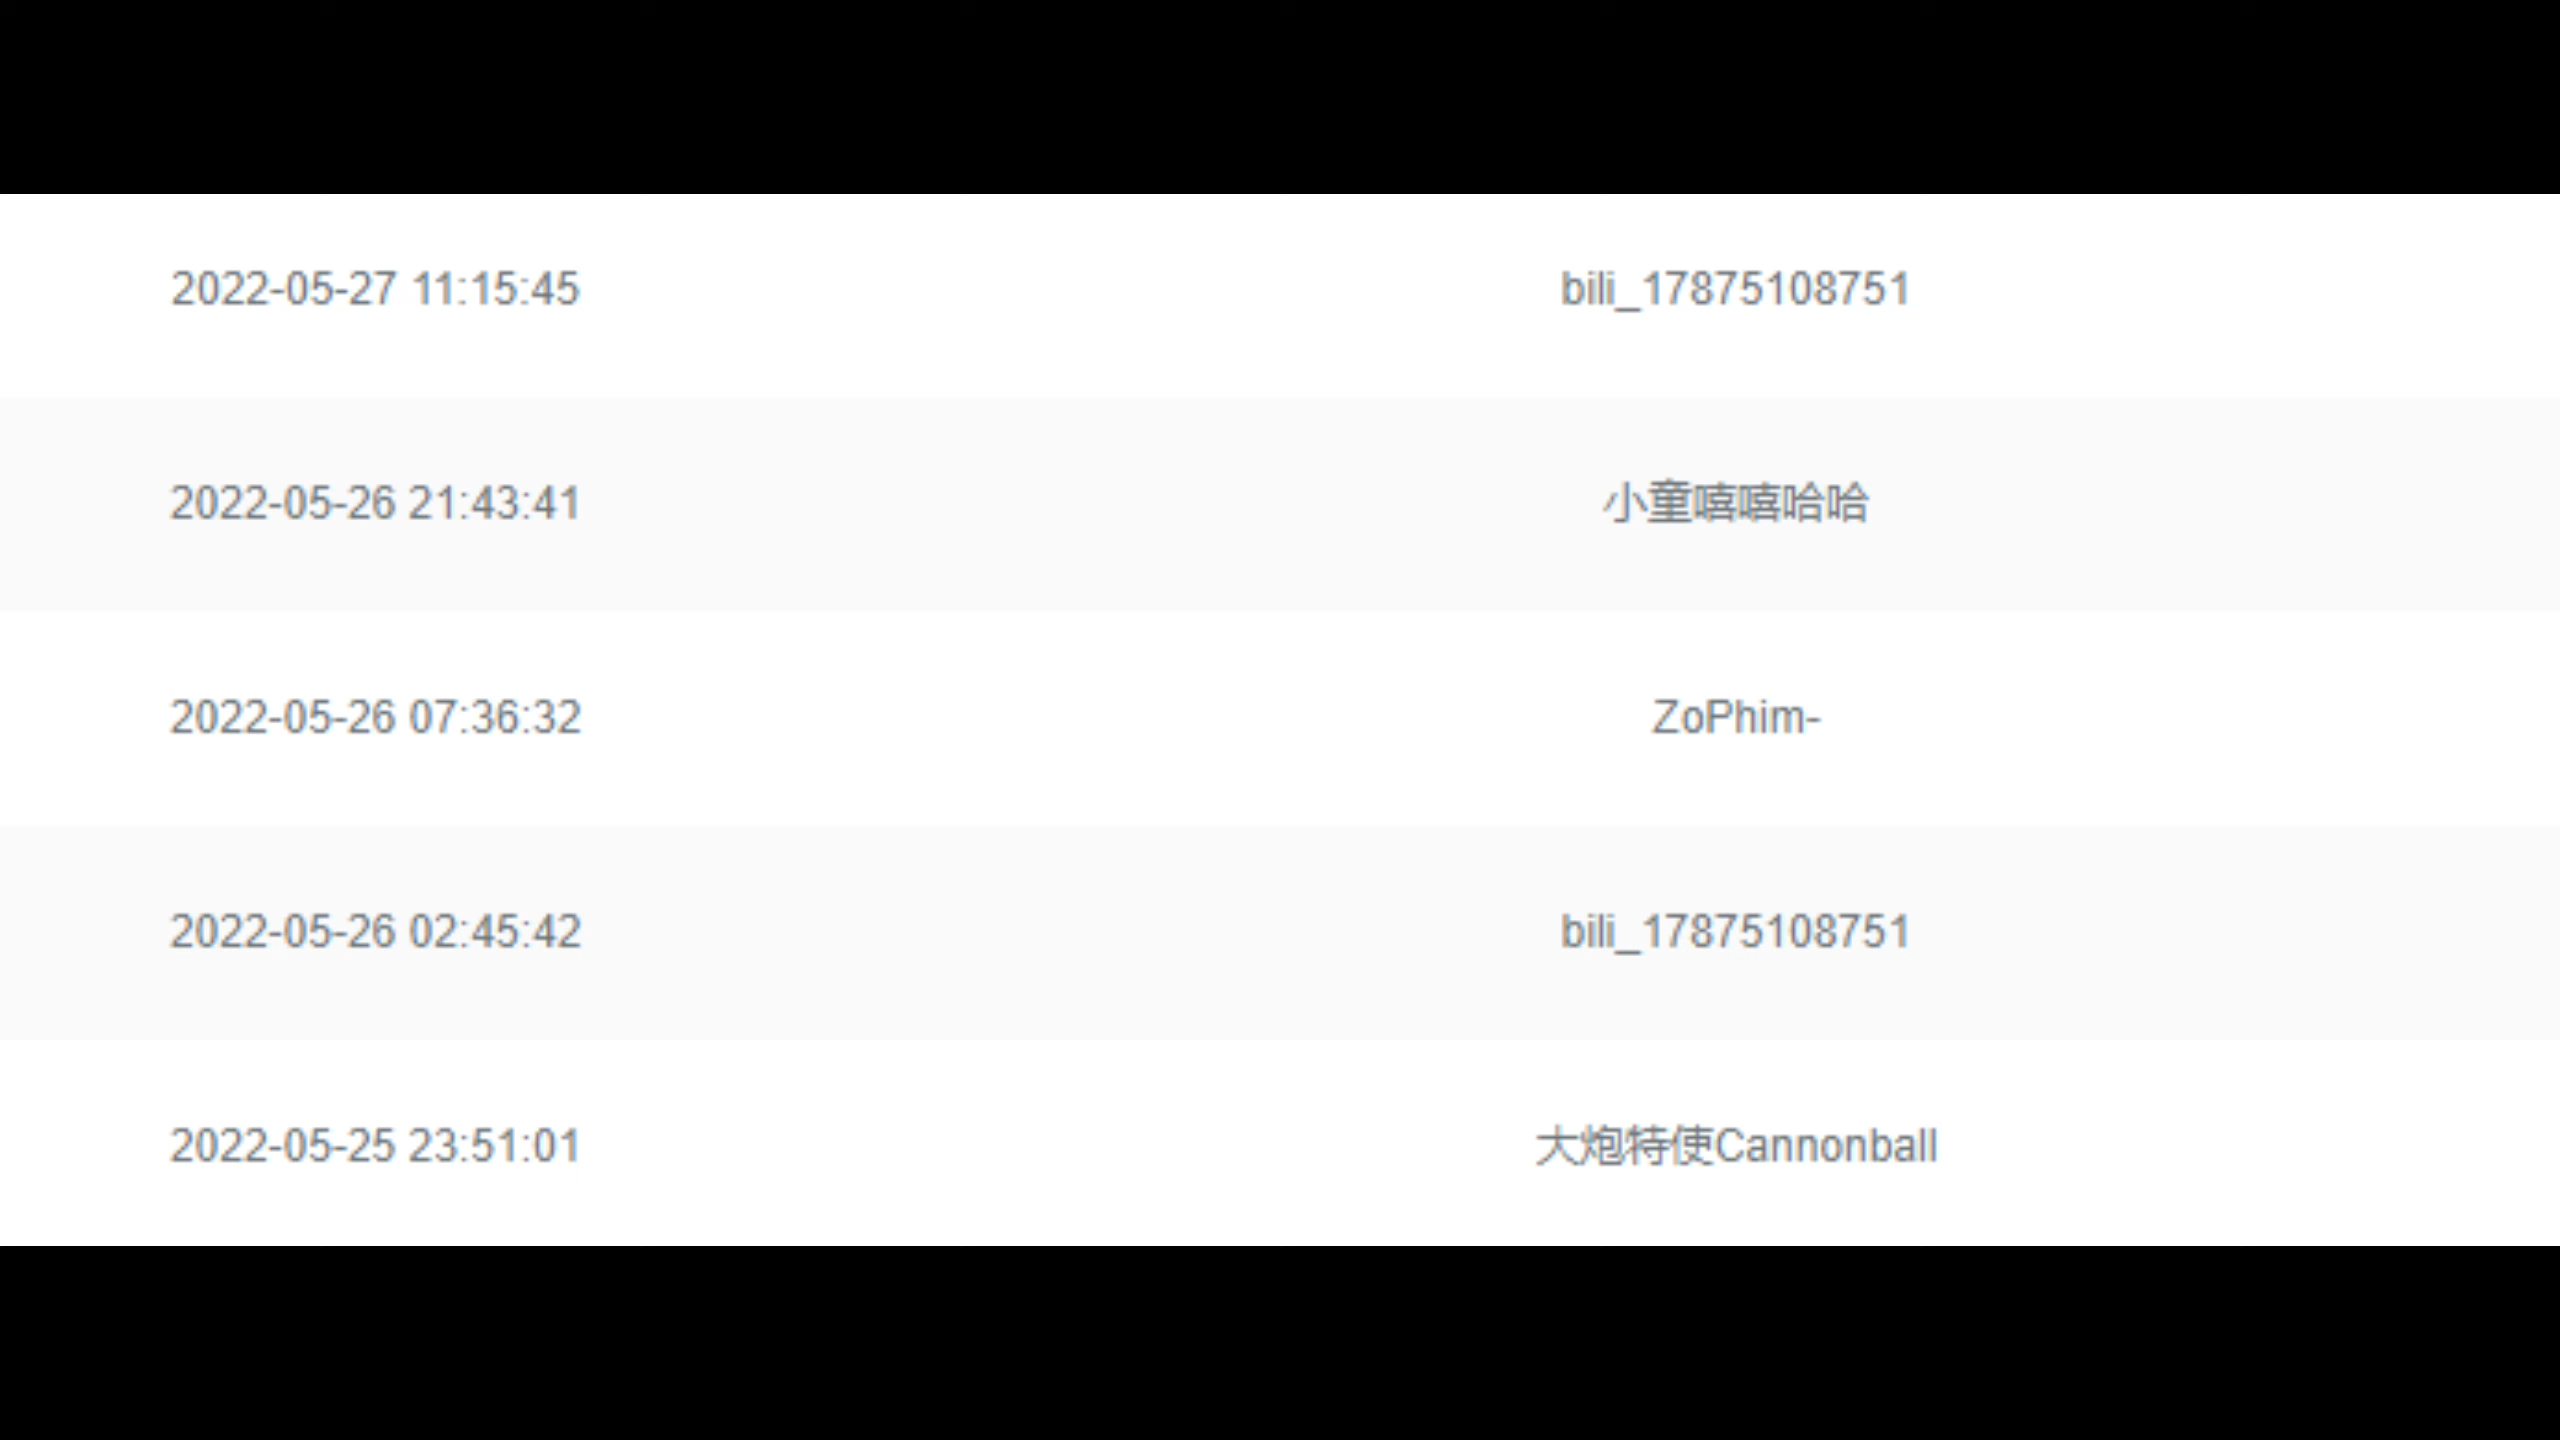 2022-05-27 11:15:45 bili_17875108751
2022-05-26 21:43:41 小童嘻嘻哈哈
2022-05-26 07:36:32 ZoPhim-
2022-05-26 02:45:42 bili_17875108751
2022-05-25 23:51:01 大炮特使Cannonball